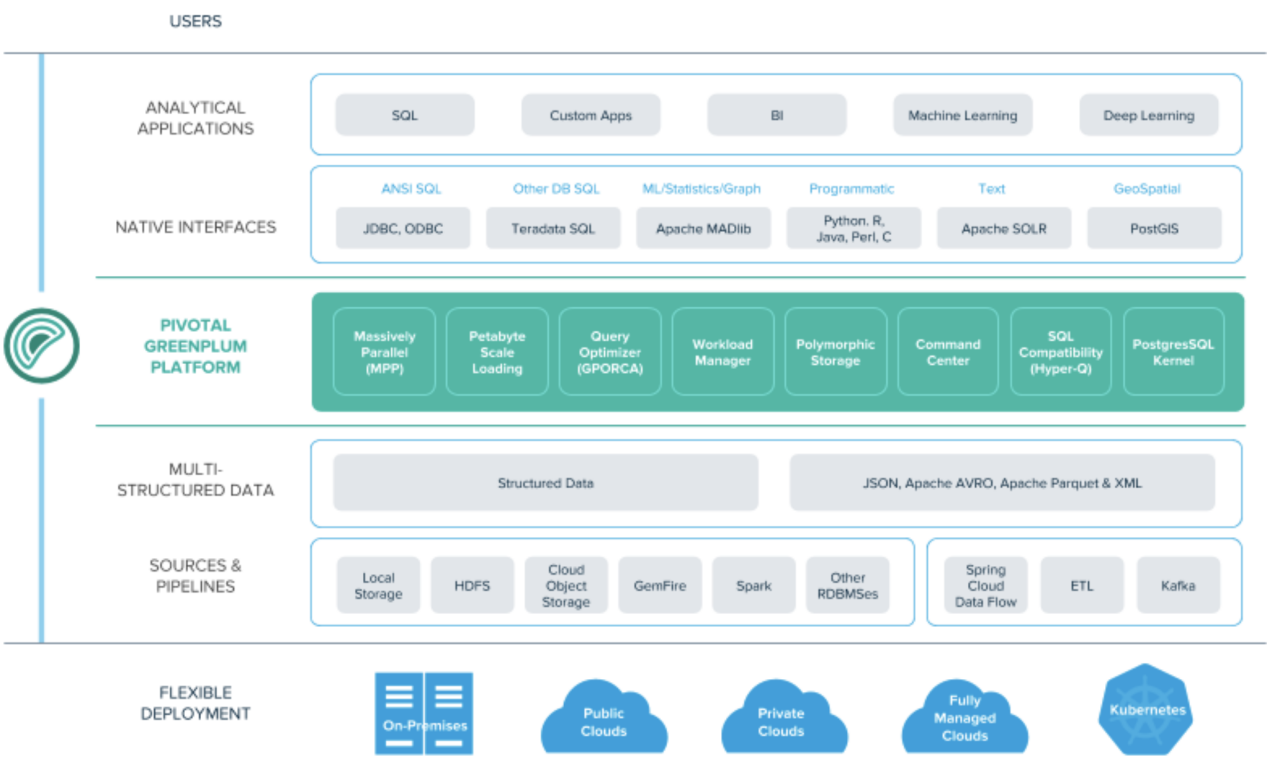 USERS
ANALYTICAL
APPLICATIONS
SQL
Custom Apps
BI
Machine Learning
Deep Learning
NATIVE INTERFACES
ANSI SQL
Other DB SQL
ML/Statistics/Graph
Programmatic
Text
GeoSpatial
JDBC, ODBC
Teradata SQL
Apache MADlib
Python. R,
Java, Perl, C
Apache SOLR
PostGIS
PIVOTAL
GREENPLUM
PLATFORM
Massively
Parallel
(MPP)
Petabyte
Scale
Loading
Query
Optimizer
(GPORCA)
Workload
Manager
Polymorphic
Storage
Command
Center
SQL
Compatibility
(Hyper-Q)
PostgresSQL
Kernel
MULTI-
STRUCTURED DATA
Structured Data
JSON, Apache AVRO, Apache Parquet & XML
SOURCES &
PIPELINES
Local
Storage
HDFS
Cloud
Object
Storage
GemFire
Spark
Other
RDBMSes
Spring
Cloud
Data Flow
ETL
Kafka
FLEXIBLE
DEPLOYMENT
On-Premises
Public
Clouds
Private
Clouds
Fully
Managed
Clouds
Kubernetes